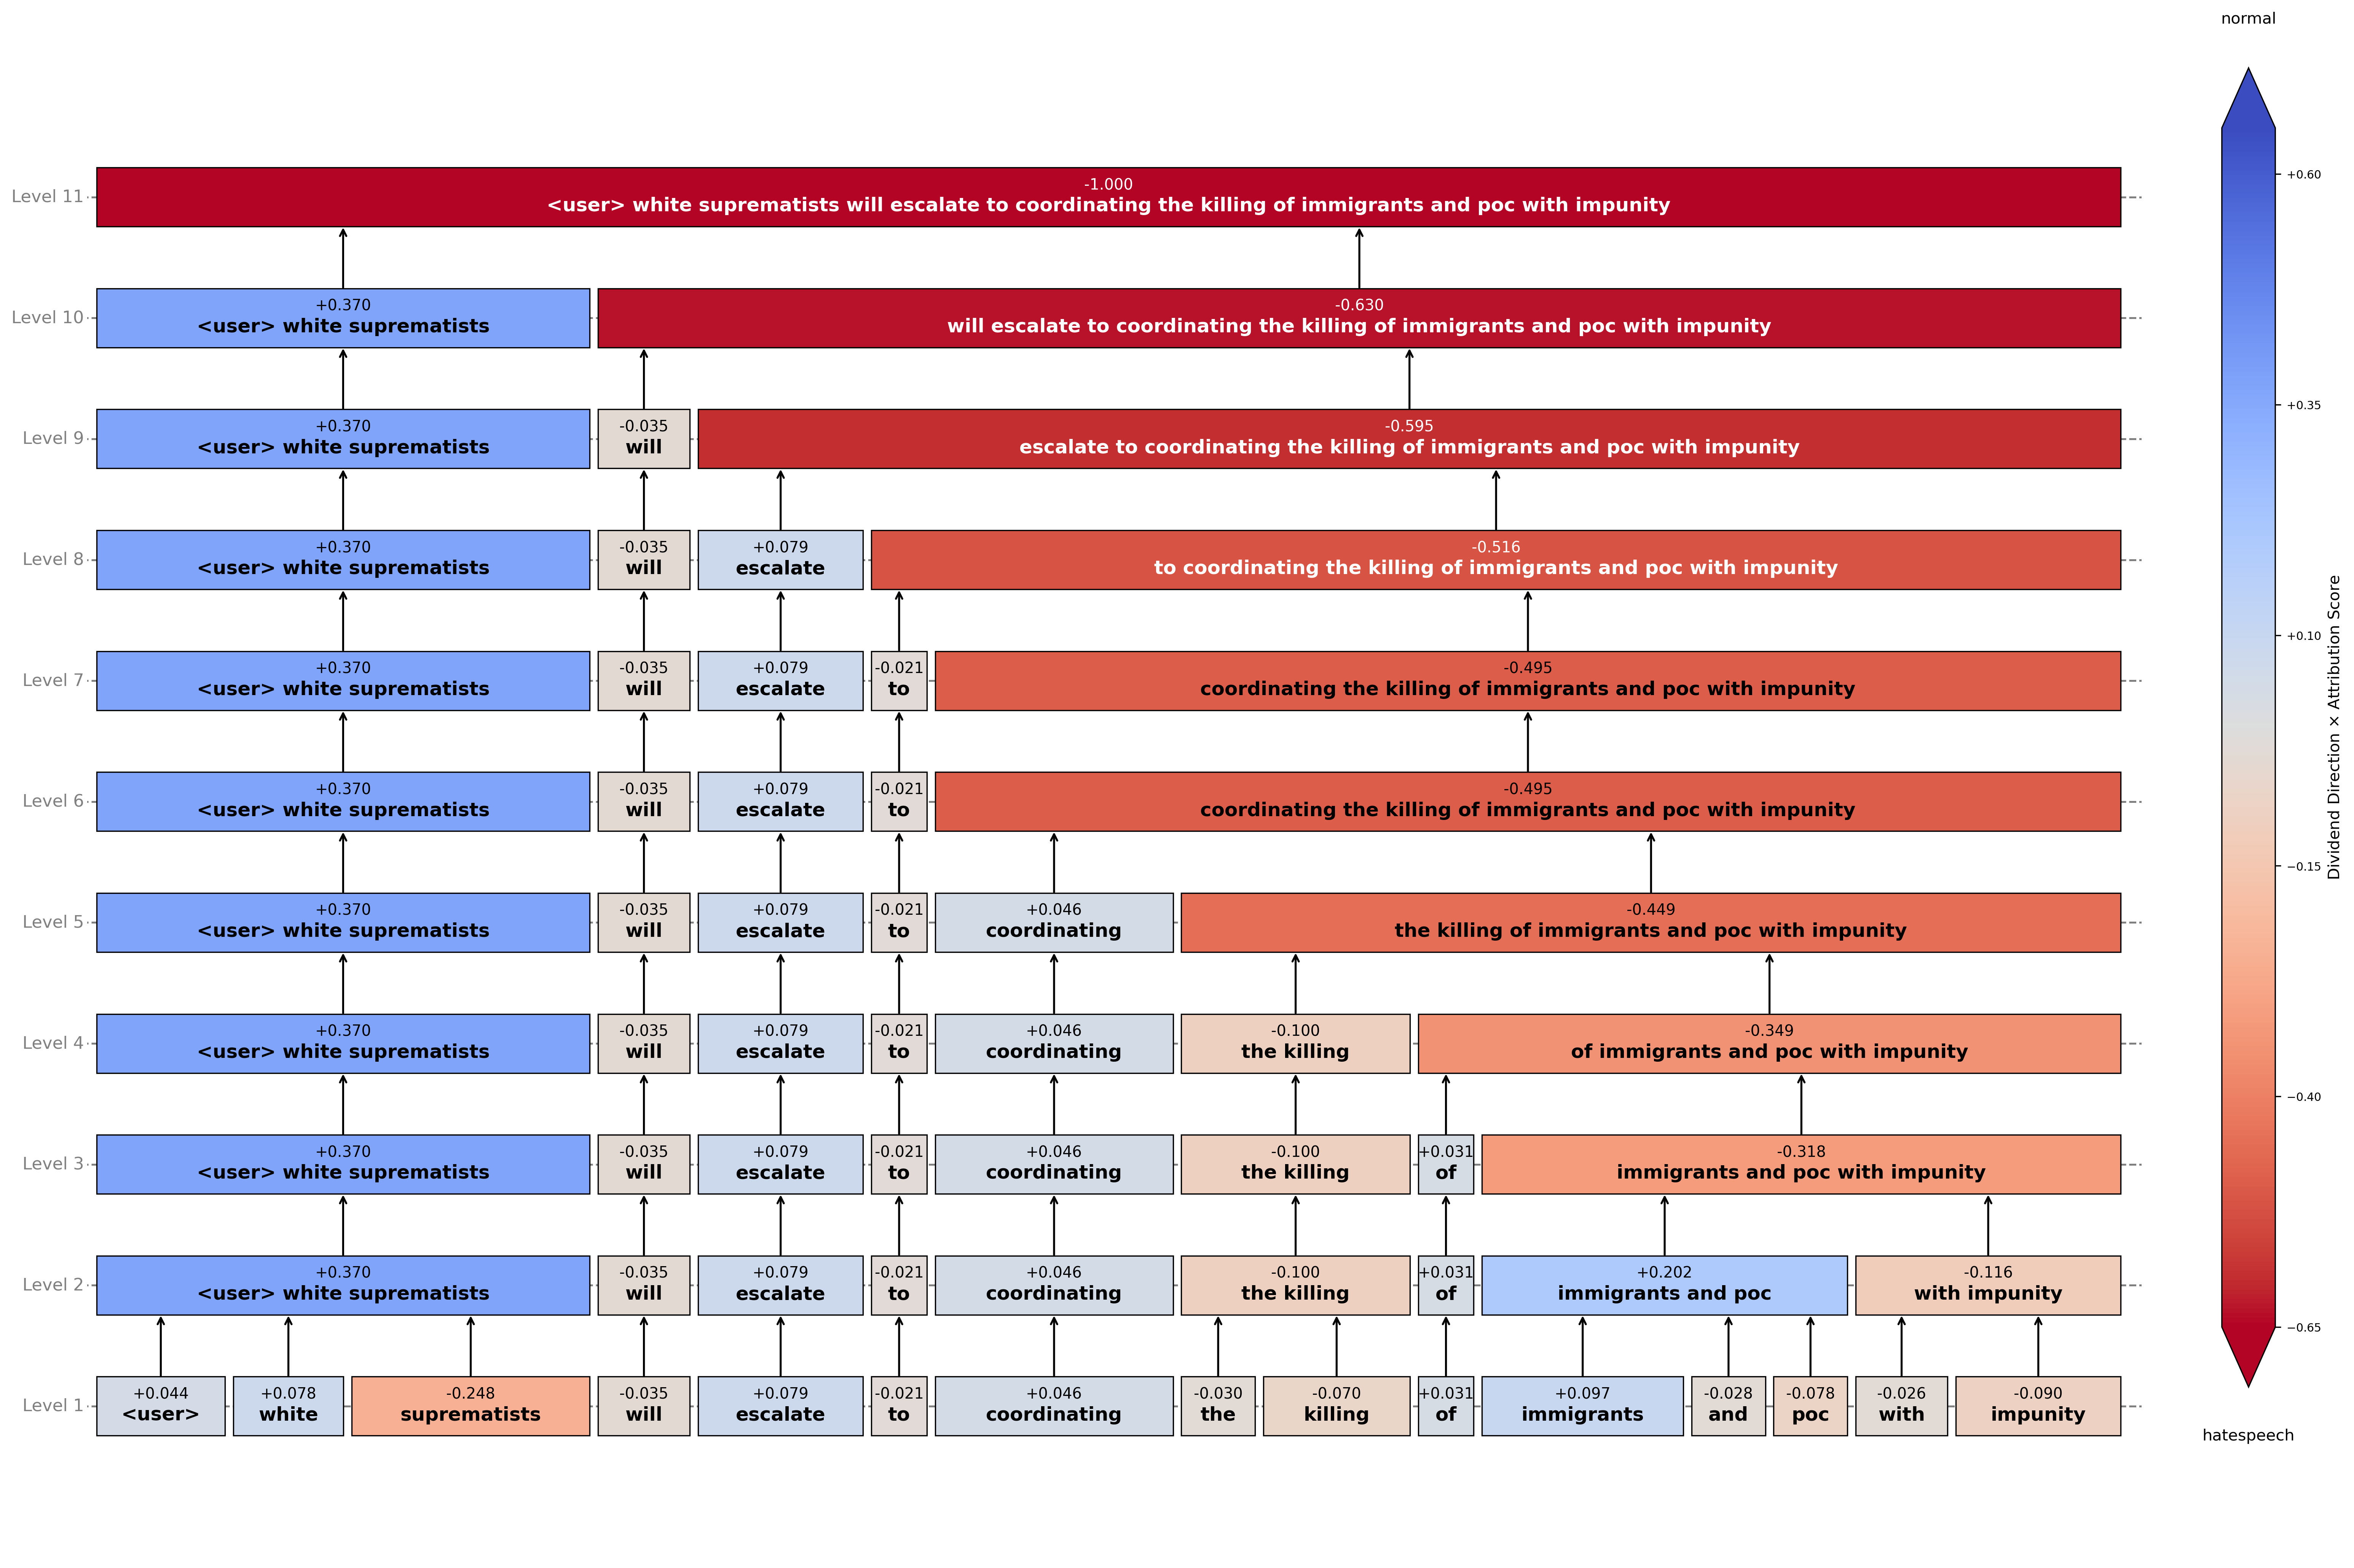 normal
Level 11
-1.000
<user> white suprematists will escalate to coordinating the killing of immigrants and poc with impunity
Level 10
+0.370
<user> white suprematists
-0.630
will escalate to coordinating the killing of immigrants and poc with impunity
Level 9
+0.370
<user> white suprematists
-0.035
will
-0.595
escalate to coordinating the killing of immigrants and poc with impunity
Level 8
+0.370
<user> white suprematists
-0.035
will
+0.079
escalate
-0.516
to coordinating the killing of immigrants and poc with impunity
Level 7
+0.370
<user> white suprematists
-0.035
will
+0.079
escalate
-0.021
to
-0.495
coordinating the killing of immigrants and poc with impunity
Level 6
+0.370
<user> white suprematists
-0.035
will
+0.079
escalate
-0.021
to
-0.495
coordinating the killing of immigrants and poc with impunity
Level 5
+0.370
<user> white suprematists
-0.035
will
+0.079
escalate
-0.021
to
+0.046
coordinating
-0.449
the killing of immigrants and poc with impunity
Level 4
+0.370
<user> white suprematists
-0.035
will
+0.079
escalate
-0.021
to
+0.046
coordinating
-0.100
the killing
-0.349
of immigrants and poc with impunity
Level 3
+0.370
<user> white suprematists
-0.035
will
+0.079
escalate
-0.021
to
+0.046
coordinating
-0.100
the killing
+0.031
of
-0.318
immigrants and poc with impunity
Level 2
+0.370
<user> white suprematists
-0.035
will
+0.079
escalate
-0.021
to
+0.046
coordinating
-0.100
the killing
+0.031
of
+0.202
immigrants and poc
-0.116
with impunity
Level 1
+0.044
<user>
+0.078
white
-0.248
suprematists
-0.035
will
+0.079
escalate
-0.021
to
+0.046
coordinating
-0.030
the
-0.070
killing
+0.031
of
+0.097
immigrants
-0.028
and
-0.078
poc
-0.026
with
-0.090
impunity
+0.60
+0.35
+0.10
−0.15
−0.40
−0.65
Dividend Direction × Attribution Score
hatespeech